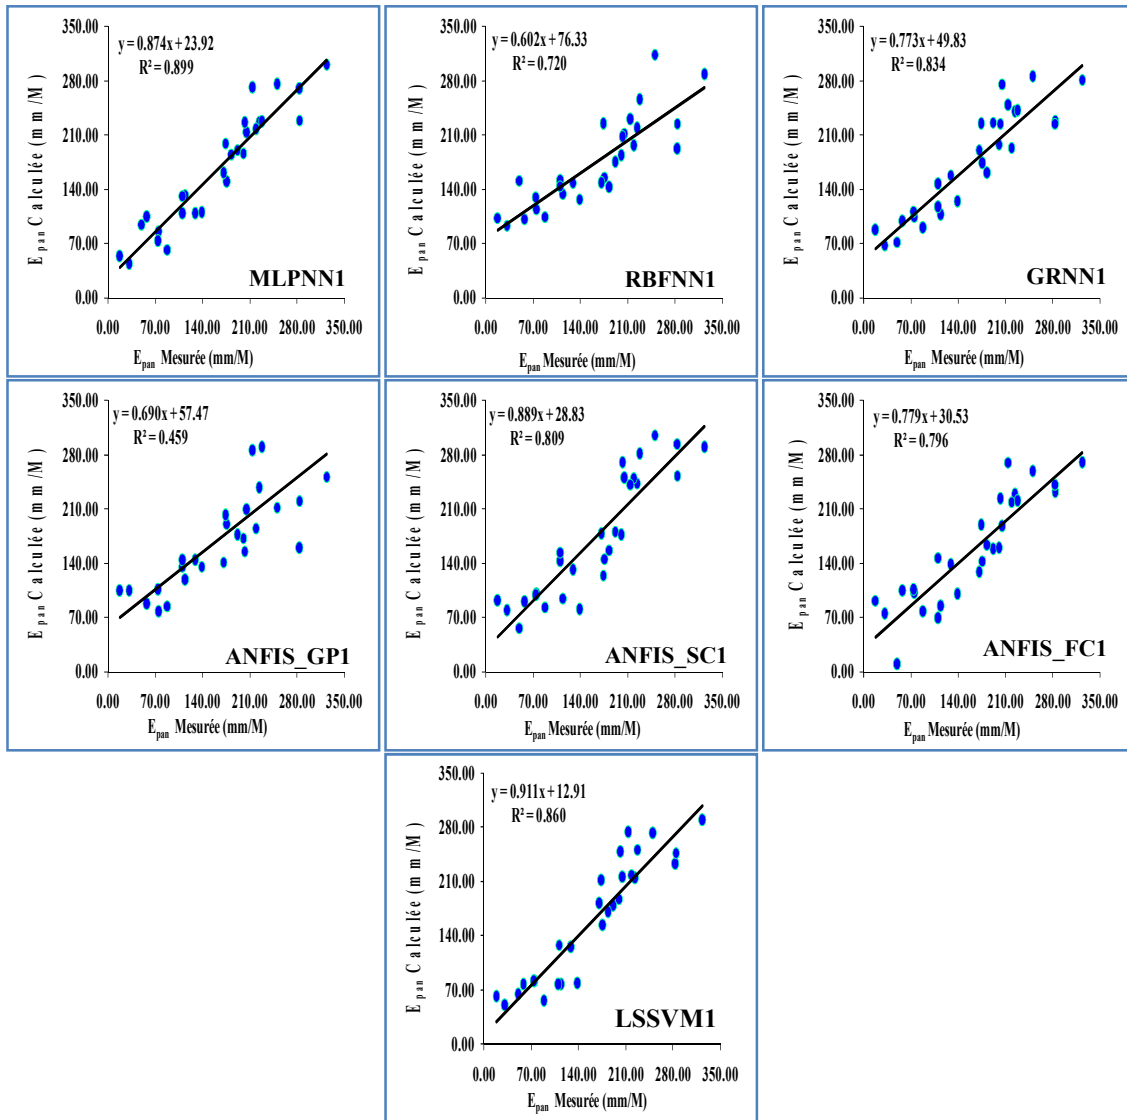 y = 0.874x + 23.92
R² = 0.899
350.00
280.00
210.00
140.00
70.00
0.00
E pan Calculée (mm/M)
MLPNN1
0.00 70.00 140.00 210.00 280.00 350.00
E pan Mesurée (mm/M)
y = 0.602x + 76.33
R² = 0.720
350.00
280.00
210.00
140.00
70.00
0.00
E pan Calculée (mm/M)
RBFNN1
0.00 70.00 140.00 210.00 280.00 350.00
E pan Mesurée (mm/M)
y = 0.773x + 49.83
R² = 0.834
350.00
280.00
210.00
140.00
70.00
0.00
E pan Calculée (mm/M)
GRNN1
0.00 70.00 140.00 210.00 280.00 350.00
E pan Mesurée (mm/M)
y = 0.690x + 57.47
R² = 0.459
350.00
280.00
210.00
140.00
70.00
0.00
E pan Calculée (mm/M)
ANFIS_GP1
0.00 70.00 140.00 210.00 280.00 350.00
E pan Mesurée (mm/M)
y = 0.889x + 28.83
R² = 0.809
350.00
280.00
210.00
140.00
70.00
0.00
E pan Calculée (mm/M)
ANFIS_SC1
0.00 70.00 140.00 210.00 280.00 350.00
E pan Mesurée (mm/M)
y = 0.779x + 30.53
R² = 0.796
350.00
280.00
210.00
140.00
70.00
0.00
E pan Calculée (mm/M)
ANFIS_FC1
0.00 70.00 140.00 210.00 280.00 350.00
E pan Mesurée (mm/M)
y = 0.911x + 12.91
R² = 0.860
350.00
280.00
210.00
140.00
70.00
0.00
E pan Calculée (mm/M)
LSSVM1
0.00 70.00 140.00 210.00 280.00 350.00
E pan Mesurée (mm/M)